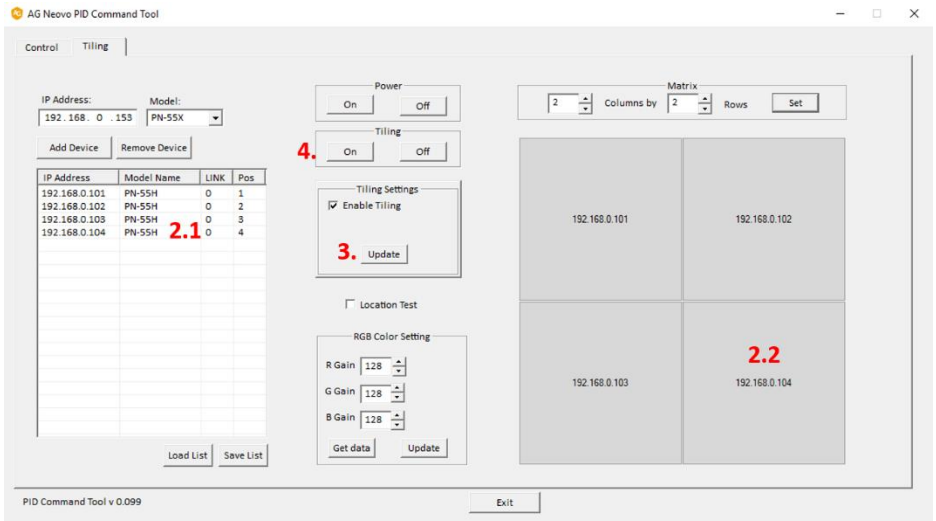 AG Neovo PID Command Tool
Control Tiling
IP Address: Model:
192.168. 0 .153 PN-55X
Add Device Remove Device
IP Address Model Name LINK Pos
192.168.0.101 PN-55H 0 1
192.168.0.102 PN-55H 0 2
192.168.0.103 PN-55H 0 3
192.168.0.104 PN-55H 0 4
2.1
Load List Save List
Power
On Off
Tiling
4. On Off
Tiling Settings
Enable Tiling
3. Update
Location Test
RGB Color Setting
R Gain 128
G Gain 128
B Gain 128
Get data Update
Matrix
2 Columns by 2 Rows Set
192.168.0.101 192.168.0.102
2.2
192.168.0.103 192.168.0.104
PID Command Tool v 0.099 Exit